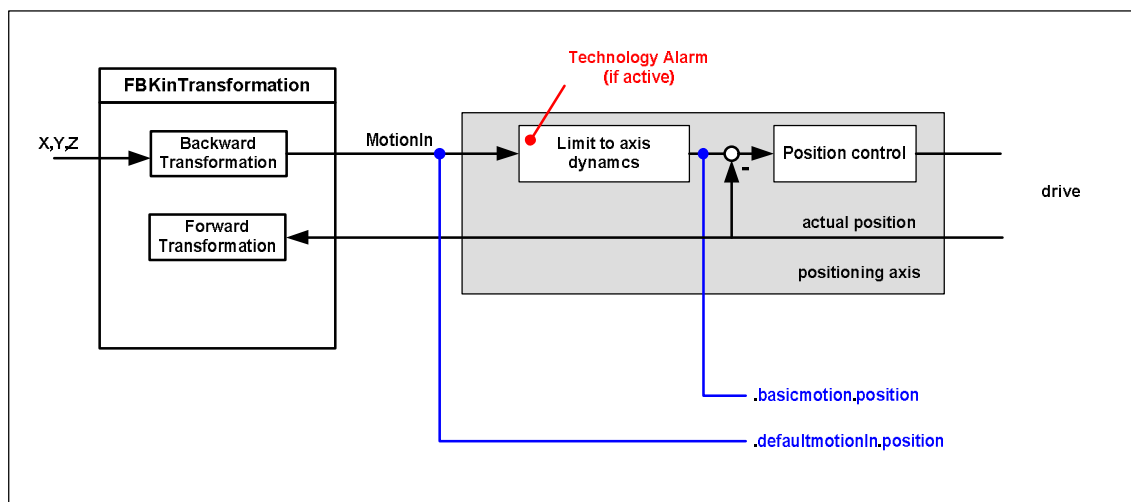 Technology Alarm
(if active)
FBKinTransformation
X,Y,Z
Backward
Transformation
MotionIn
Limit to axis
dynamcs
-
Position control
drive
Forward
Transformation
actual position
positioning axis
.basicmotion.position
.defaultmotionIn.position